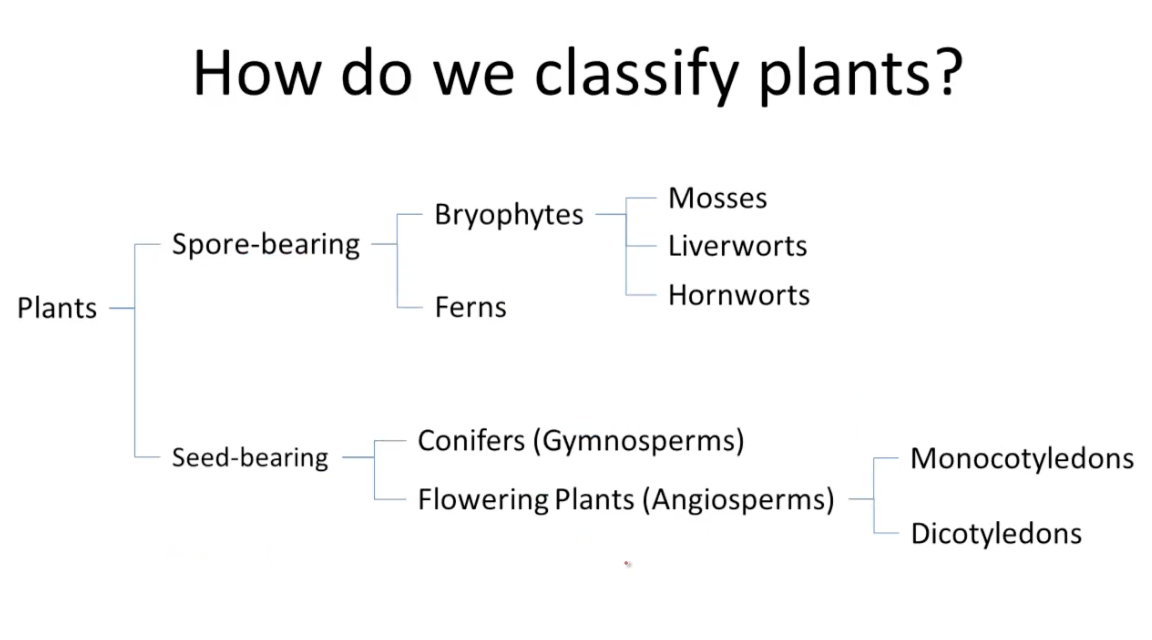 How do we classify plants?
Plants
Spore-bearing
Bryophytes
Mosses
Liverworts
Hornworts
Ferns
Seed-bearing
Conifers (Gymnosperms)
Flowering Plants (Angiosperms)
Monocotyledons
Dicotyledons